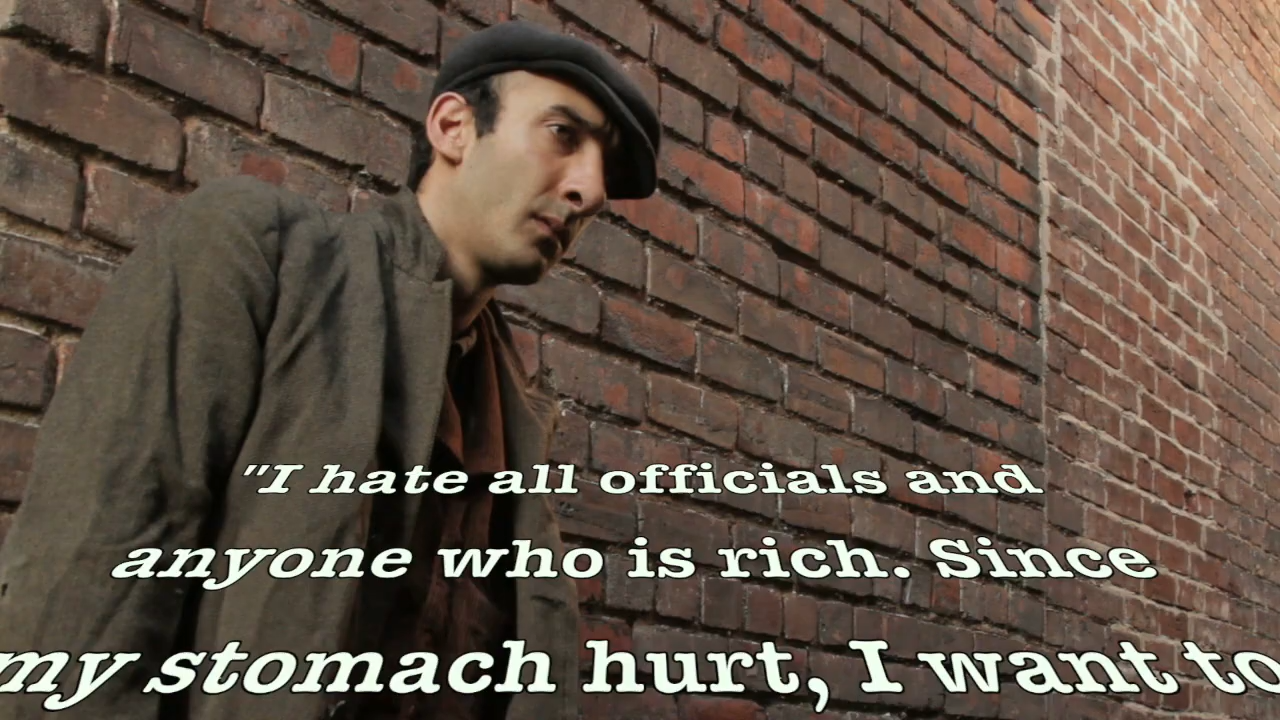 "I hate all officials and
anyone who is rich. Since
my stomach hurt, I want to